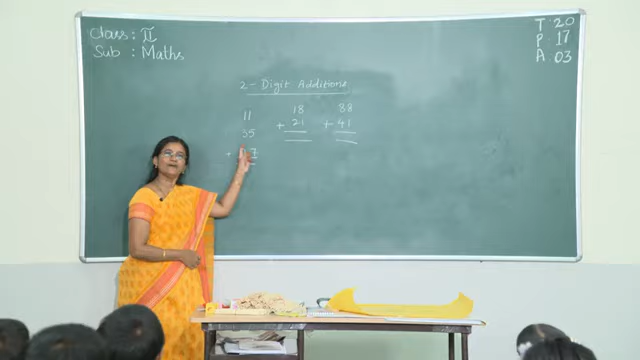 Class : II
Sub : Maths
T : 20
P : 17
A : 03
2 - Digit Additions
11
35
+ 7
18
+ 21
88
+ 41